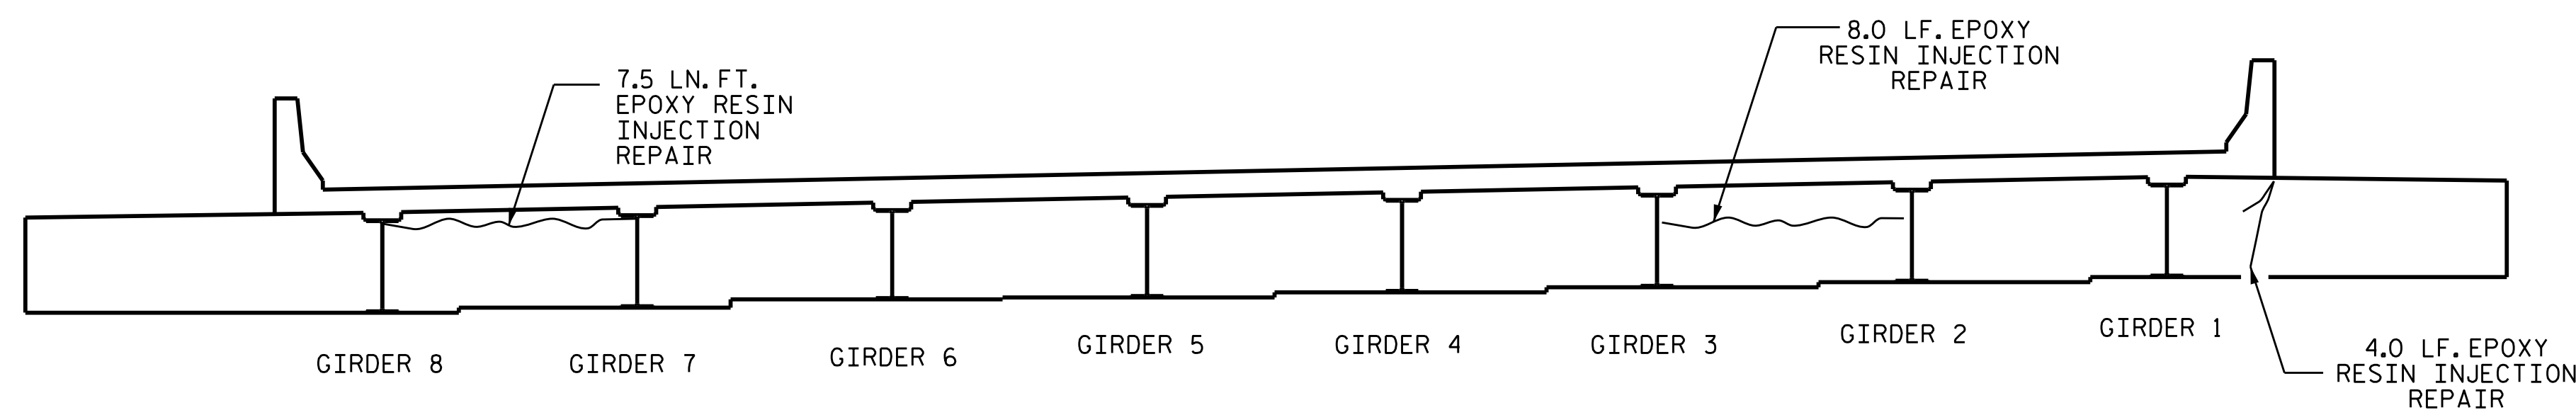 8.0 LF. EPOXY
RESIN INJECTION
REPAIR
7.5 LN. FT.
EPOXY RESIN
INJECTION
REPAIR
GIRDER 8
GIRDER 7
GIRDER 6
GIRDER 5
GIRDER 4
GIRDER 3
GIRDER 2
GIRDER 1
4.0 LF. EPOXY
RESIN INJECTION
REPAIR